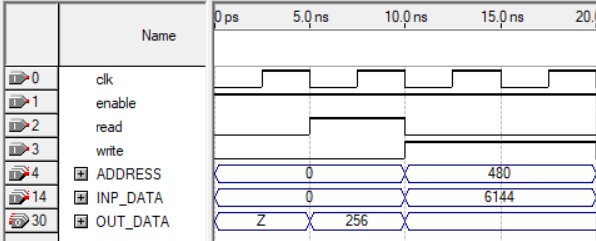 Name
0 ps 5.0 ns 10.0 ns 15.0 ns 20.
0 clk
1 enable
2 read
3 write
4 ADDRESS 0 480
14 INP_DATA 0 6144
30 OUT_DATA Z 256